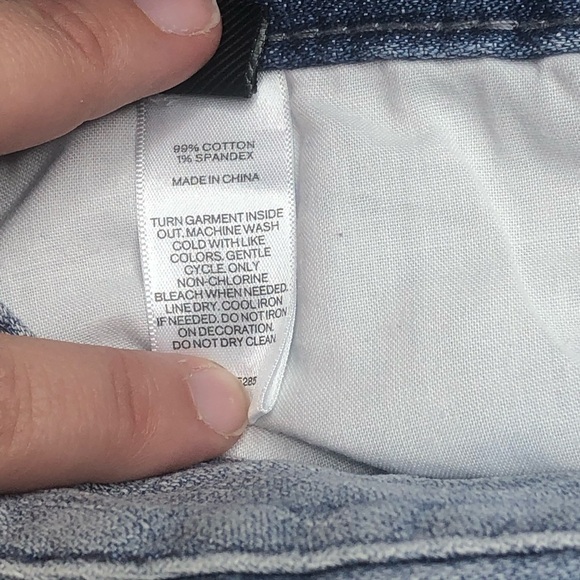 99% COTTON
1% SPANDEX
MADE IN CHINA
TURN GARMENT INSIDE
OUT. MACHINE WASH
COLD WITH LIKE
COLORS. GENTLE
CYCLE. ONLY
NON-CHLORINE
BLEACH WHEN NEEDED.
LINE DRY. COOL IRON
IF NEEDED. DO NOT IRON
ON DECORATION.
DO NOT DRY CLEAN